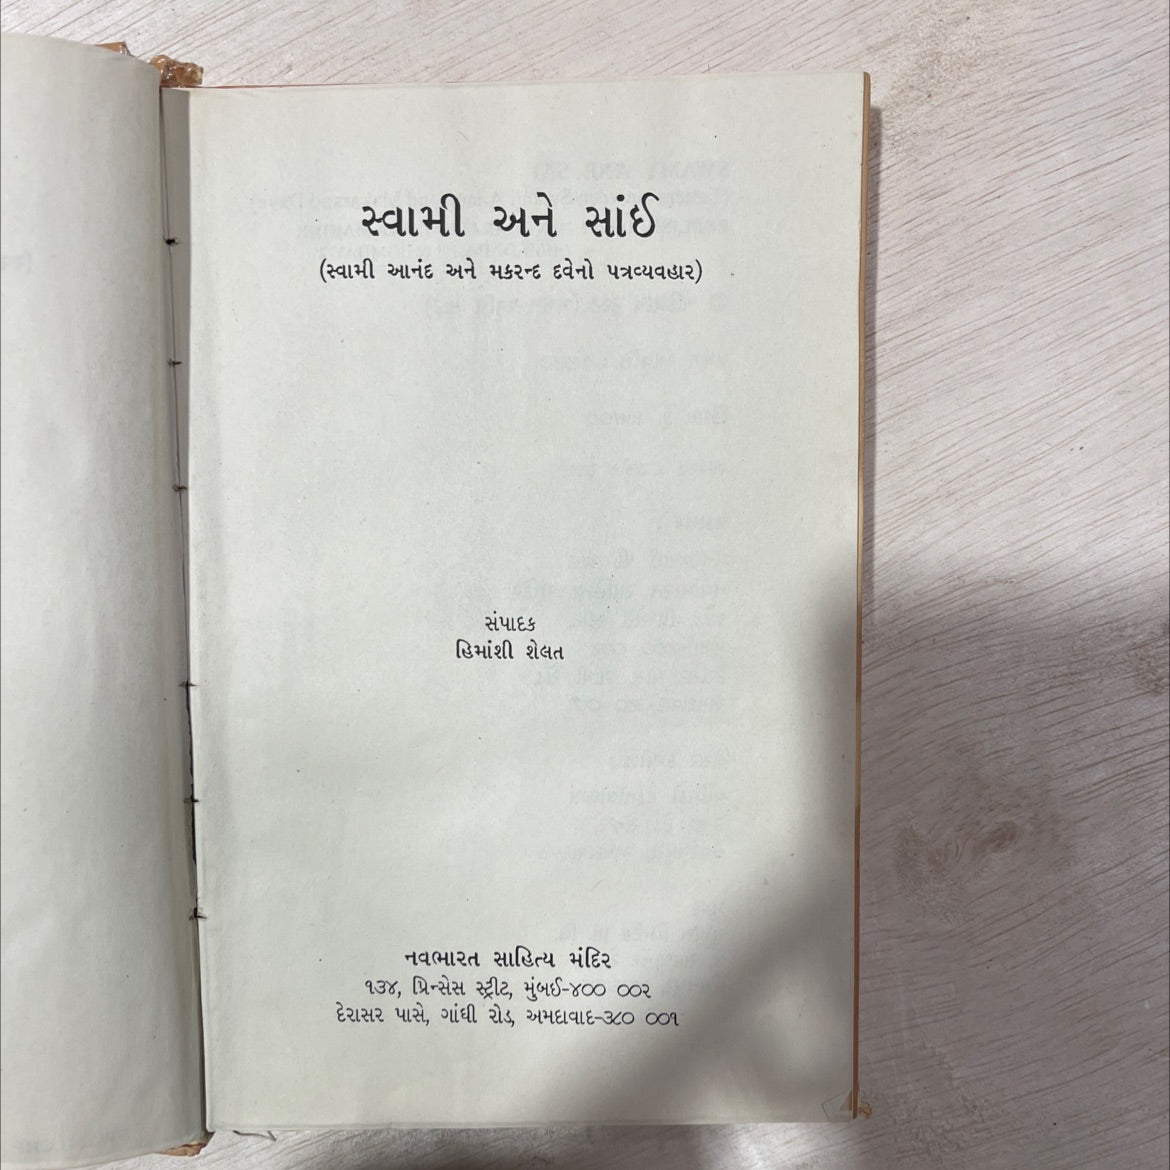 સ્વામી અને સાંઈ
(સ્વામી આનંદ અને મકરન્દ દવેનો પત્રવ્યવહાર)
સંપાદક
હિમાંશી શેલત
નવભારત સાહિત્ય મંદિર
૧૩૪, પ્રિન્સેસ સ્ટ્રીટ, મુંબઈ-૪૦૦ ૦૦૨
દેરાસર પાસે, ગાંધી રોડ, અમદાવાદ-૩૮૦ ૦૦૧